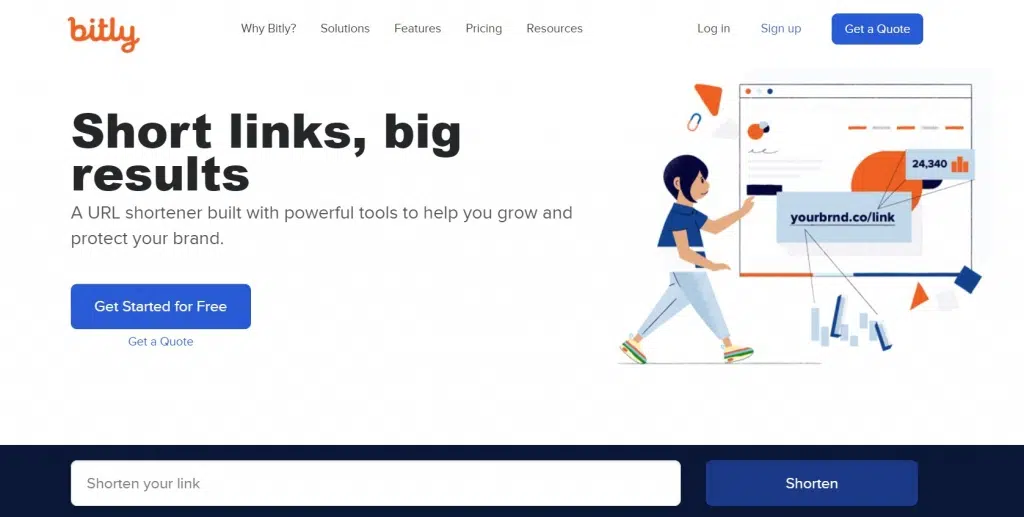 bitly
Why Bitly?
Solutions
Features
Pricing
Resources
Log in
Sign up
Get a Quote
Short links, big
results
A URL shortener built with powerful tools to help you grow and
protect your brand.
Get Started for Free
Get a Quote
24,340
yourbrnd.co/link
Shorten your link
Shorten